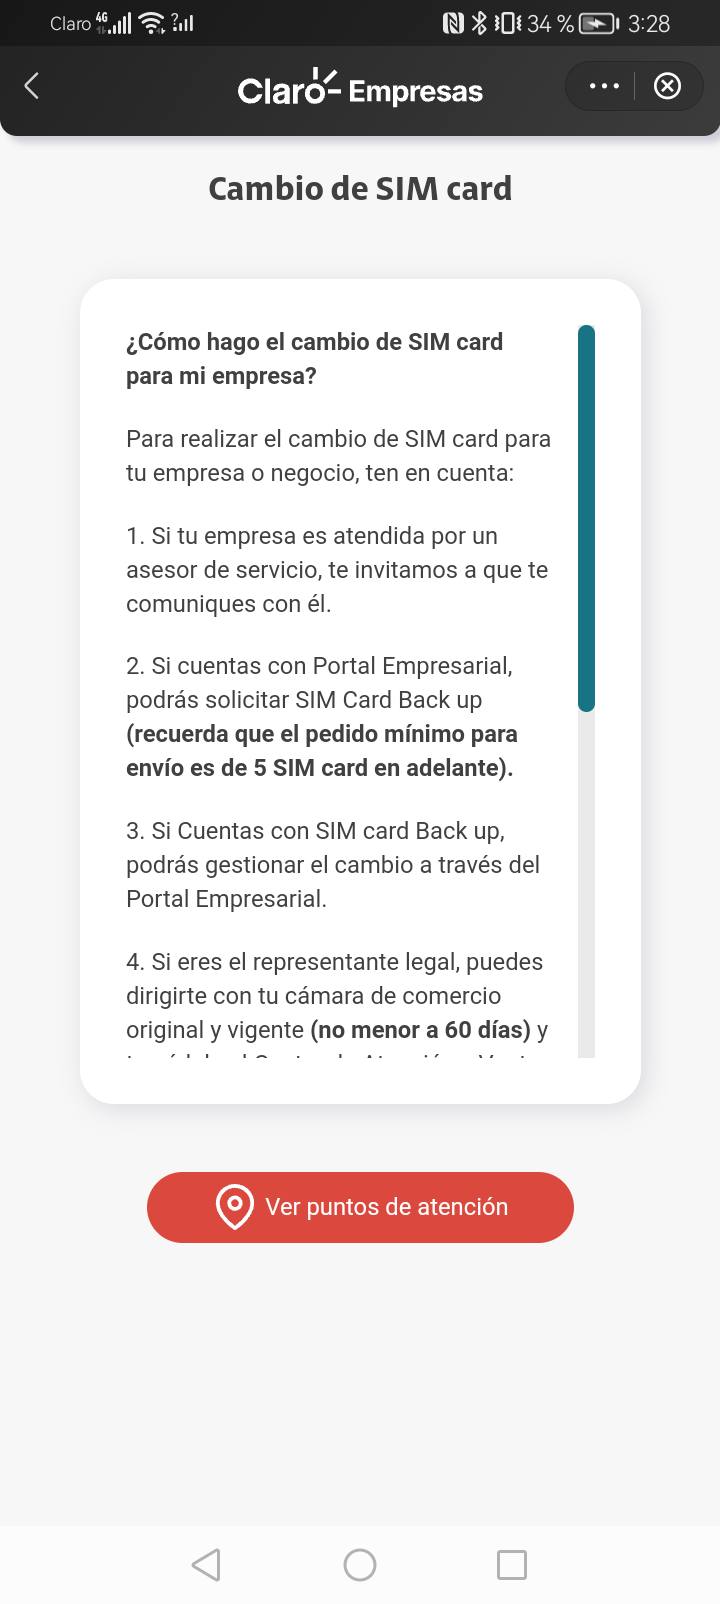 Claro 4G ? 34 % 3:28
Claro- Empresas
Cambio de SIM card
¿Cómo hago el cambio de SIM card
para mi empresa?
Para realizar el cambio de SIM card para
tu empresa o negocio, ten en cuenta:
1. Si tu empresa es atendida por un
asesor de servicio, te invitamos a que te
comuniques con él.
2. Si cuentas con Portal Empresarial,
podrás solicitar SIM Card Back up
(recuerda que el pedido mínimo para
envío es de 5 SIM card en adelante).
3. Si Cuentas con SIM card Back up,
podrás gestionar el cambio a través del
Portal Empresarial.
4. Si eres el representante legal, puedes
dirigirte con tu cámara de comercio
original y vigente (no menor a 60 días) y
Ver puntos de atención